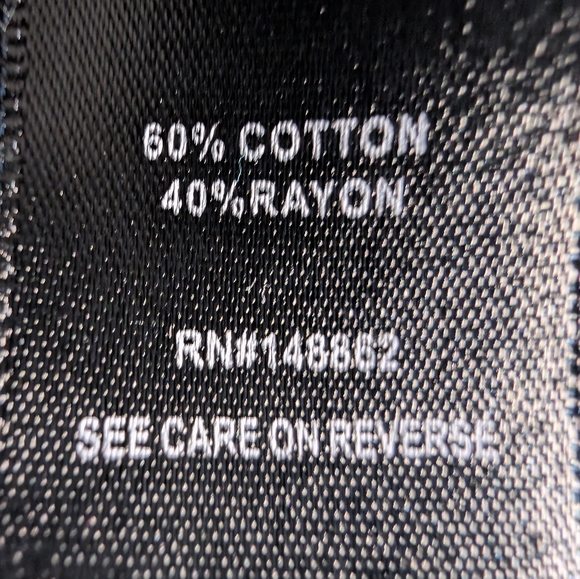 60% COTTON
40%RAYON
RN#148862
SEE CARE ON REVERSE